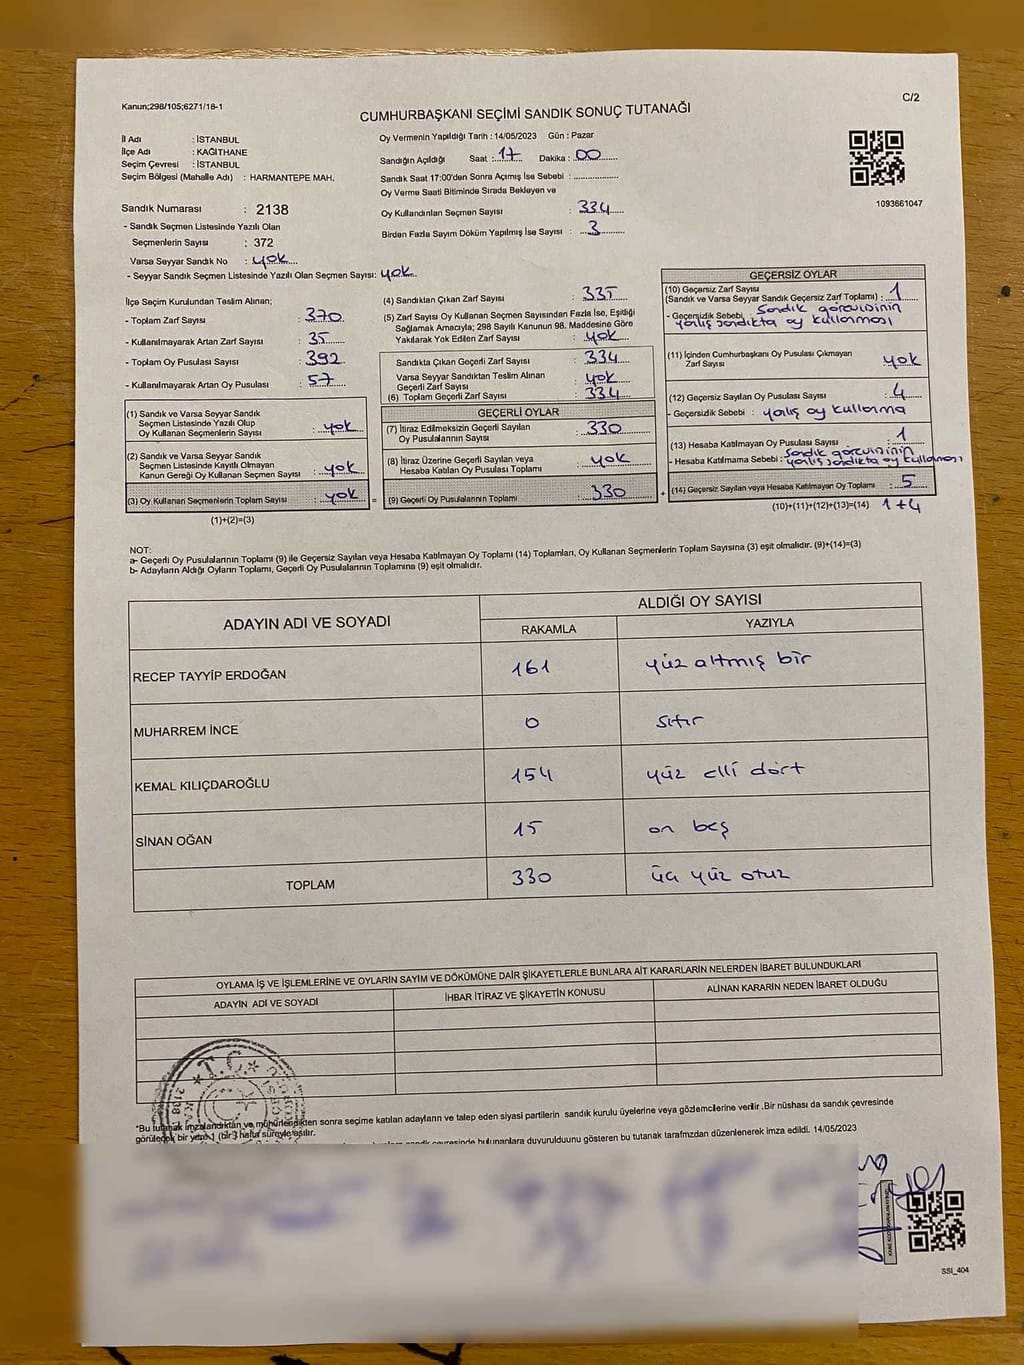 Kanun;298/105;6271/18-1
C/2
CUMHURBAŞKANI SEÇİMİ SANDIK SONUÇ TUTANAĞI
İl Adı : İSTANBUL
İlçe Adı : KAĞITHANE
Seçim Çevresi : İSTANBUL
Seçim Bölgesi (Mahalle Adı) : HARMANTEPE MAH.
Sandık Numarası : 2138
- Sandık Seçmen Listesinde Yazılı Olan
Seçmenlerin Sayısı : 372
Varsa Seyyar Sandık No : yok
- Seyyar Sandık Seçmen Listesinde Yazılı Olan Seçmen Sayısı: yok
Oy Vermenin Yapıldığı Tarih : 14/05/2023 Gün : Pazar
Sandığın Açıldığı Saat : 17 Dakika : 00
Sandık Saat 17:00'den Sonra Açımış İse Sebebi :
Oy Verme Saati Bitiminde Sırada Bekleyen ve
Oy Kullandırılan Seçmen Sayısı : 334
Birden Fazla Sayım Döküm Yapılmış İse Sayısı : 3
1093661047
İlçe Seçim Kurulundan Teslim Alınan;
- Toplam Zarf Sayısı : 370
- Kullanılmayarak Artan Zarf Sayısı : 35
- Toplam Oy Pusulası Sayısı : 392
- Kullanılmayarak Artan Oy Pusulası : 57
(1) Sandık ve Varsa Seyyar Sandık
Seçmen Listesinde Yazılı Olup
Oy Kullanan Seçmenlerin Sayısı : yok
(2) Sandık ve Varsa Seyyar Sandık
Seçmen Listesinde Kayıtlı Olmayan
Kanun Gereği Oy Kullanan Seçmen Sayısı : yok
(3) Oy Kullanan Seçmenlerin Toplam Sayısı : yok =
(1)+(2)=(3)
(4) Sandıktan Çıkan Zarf Sayısı : 335
(5) Zarf Sayısı Oy Kullanan Seçmen Sayısından Fazla İse, Eşitliği
Sağlamak Amacıyla; 298 Sayılı Kanunun 98. Maddesine Göre
Yakılarak Yok Edilen Zarf Sayısı : yok
Sandıkta Çıkan Geçerli Zarf Sayısı : 334
Varsa Seyyar Sandıktan Teslim Alınan
Geçerli Zarf Sayısı : yok
(6) Toplam Geçerli Zarf Sayısı : 334
GEÇERLİ OYLAR
(7) İtiraz Edilmeksizin Geçerli Sayılan
Oy Pusulalarının Sayısı : 330
(8) İtiraz Üzerine Geçerli Sayılan veya
Hesaba Katılan Oy Pusulası Toplamı : yok
(9) Geçerli Oy Pusulalarının Toplamı : 330 +
GEÇERSİZ OYLAR
(10) Geçersiz Zarf Sayısı
(Sandık ve Varsa Seyyar Sandık Geçersiz Zarf Toplamı) : 1
- Geçersizlik Sebebi : Sandık görevlisinin
yanlış sandıkta oy kullanması
(11) İçinden Cumhurbaşkanı Oy Pusulası Çıkmayan
Zarf Sayısı : yok
(12) Geçersiz Sayılan Oy Pusulası Sayısı : 4
- Geçersizlik Sebebi : yanlış oy kullanma
(13) Hesaba Katılmayan Oy Pusulası Sayısı : 1
- Hesaba Katılmama Sebebi : Sandık görevlisinin
yanlış sandıkta oy kullanması
(14) Geçersiz Sayılan veya Hesaba Katılmayan Oy Toplamı : 5
(10)+(11)+(12)+(13)=(14) 1+4
NOT:
a- Geçerli Oy Pusulalarının Toplamı (9) ile Geçersiz Sayılan veya Hesaba Katılmayan Oy Toplamı (14) Toplamları, Oy Kullanan Seçmenlerin Toplam Sayısına (3) eşit olmalıdır. (9)+(14)=(3)
b- Adayların Aldığı Oyların Toplamı, Geçerli Oy Pusulalarının Toplamına (9) eşit olmalıdır.
ADAYIN ADI VE SOYADI
ALDIĞI OY SAYISI
RAKAMLA YAZIYLA
RECEP TAYYİP ERDOĞAN 161 yüz altmış bir
MUHARREM İNCE 0 sıfır
KEMAL KILIÇDAROĞLU 154 yüz elli dört
SİNAN OĞAN 15 on beş
TOPLAM 330 üç yüz otuz
OYLAMA İŞ VE İŞLEMLERİNE VE OYLARIN SAYIM VE DÖKÜMÜNE DAİR ŞİKAYETLERLE BUNLARA AİT KARARLARIN NELERDEN İBARET BULUNDUKLARI
ADAYIN ADI VE SOYADI İHBAR İTİRAZ VE ŞİKAYETİN KONUSU ALINAN KARARIN NEDEN İBARET OLDUĞU
T.C.
2138
*Bu tutanak imzalandıktan ve mühürlendikten sonra seçime katılan adayların ve talep eden siyasi partilerin sandık kurulu üyelerine veya gözlemcilerine verilir. Bir nüshası da sandık çevresinde
görülecek bir yere 1 (bir) hafta süreyle asılır.
sandık çevresinde bulunanlara duyurulduunu gösteren bu tutanak tarafımzdan düzenlenerek imza edildi. 14/05/2023
SSI_404